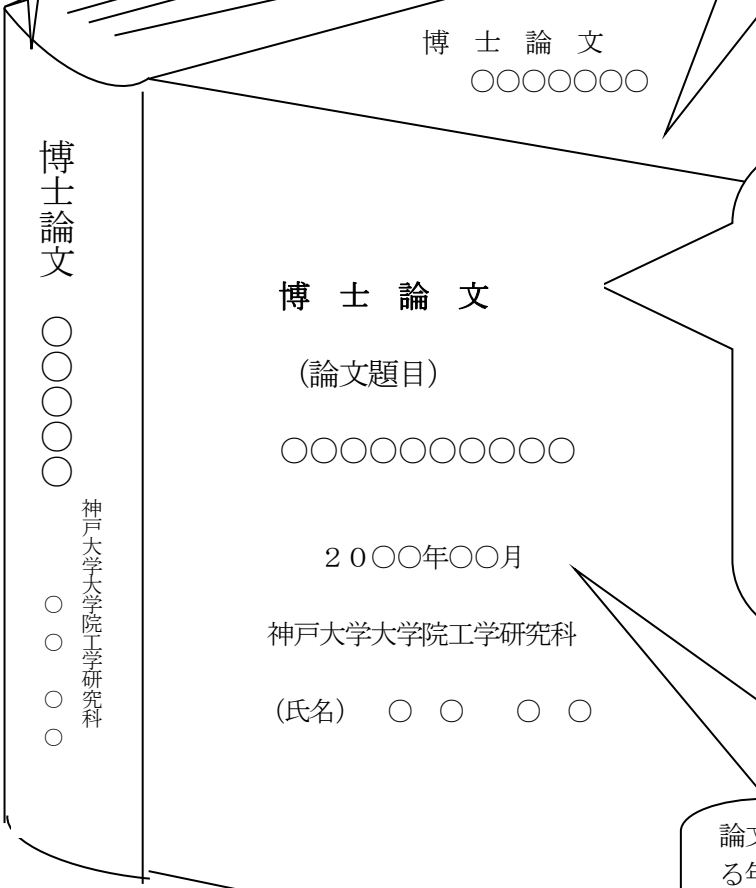 博 士 論 文
○○○○○○○
博士論文 ○○○○○
神戸大学大学院工学研究科
○ ○ ○ ○
博 士 論 文
（論文題目）
○○○○○○○○○○
２０○○年○○月
神戸大学大学院工学研究科
（氏名） ○ ○ ○ ○
論文
る年